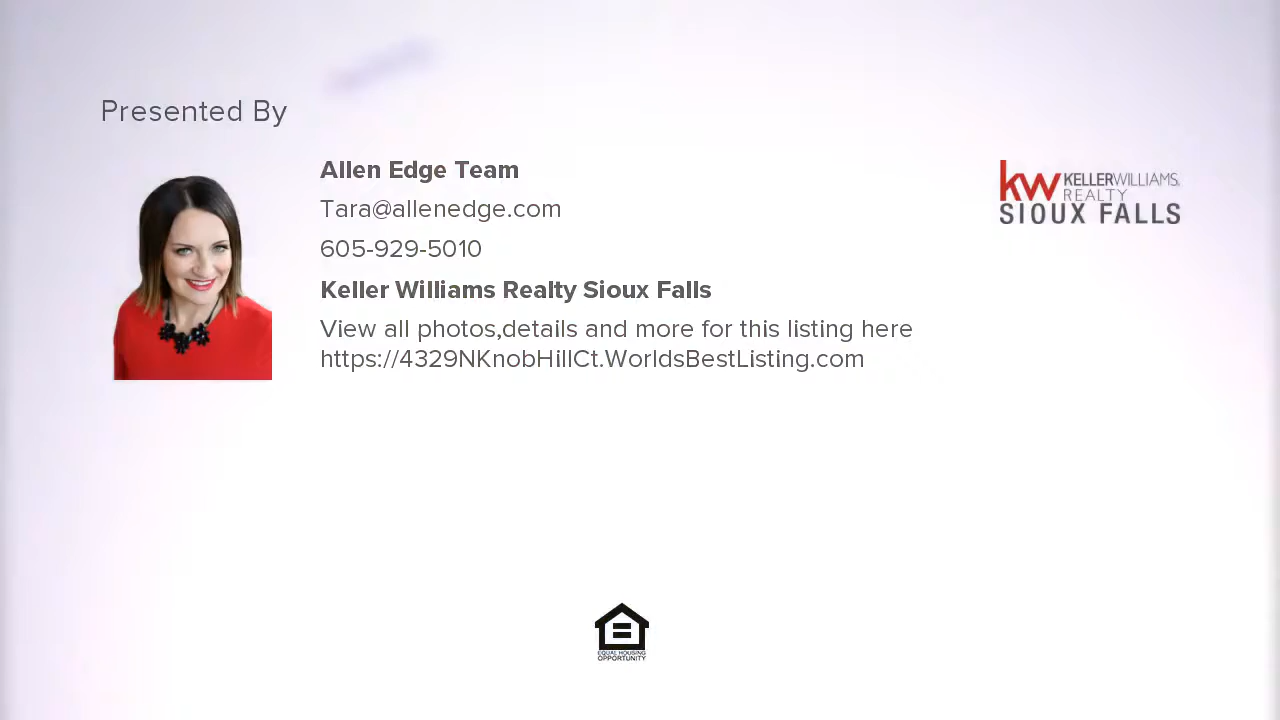 Presented By
Allen Edge Team
Tara@allenedge.com
605-929-5010
Keller Williams Realty Sioux Falls
View all photos,details and more for this listing here
https://4329NKnobHillCt.WorldsBestListing.com
kw KELLERWILLIAMS.
REALTY
SIOUX FALLS
EQUAL HOUSING
OPPORTUNITY